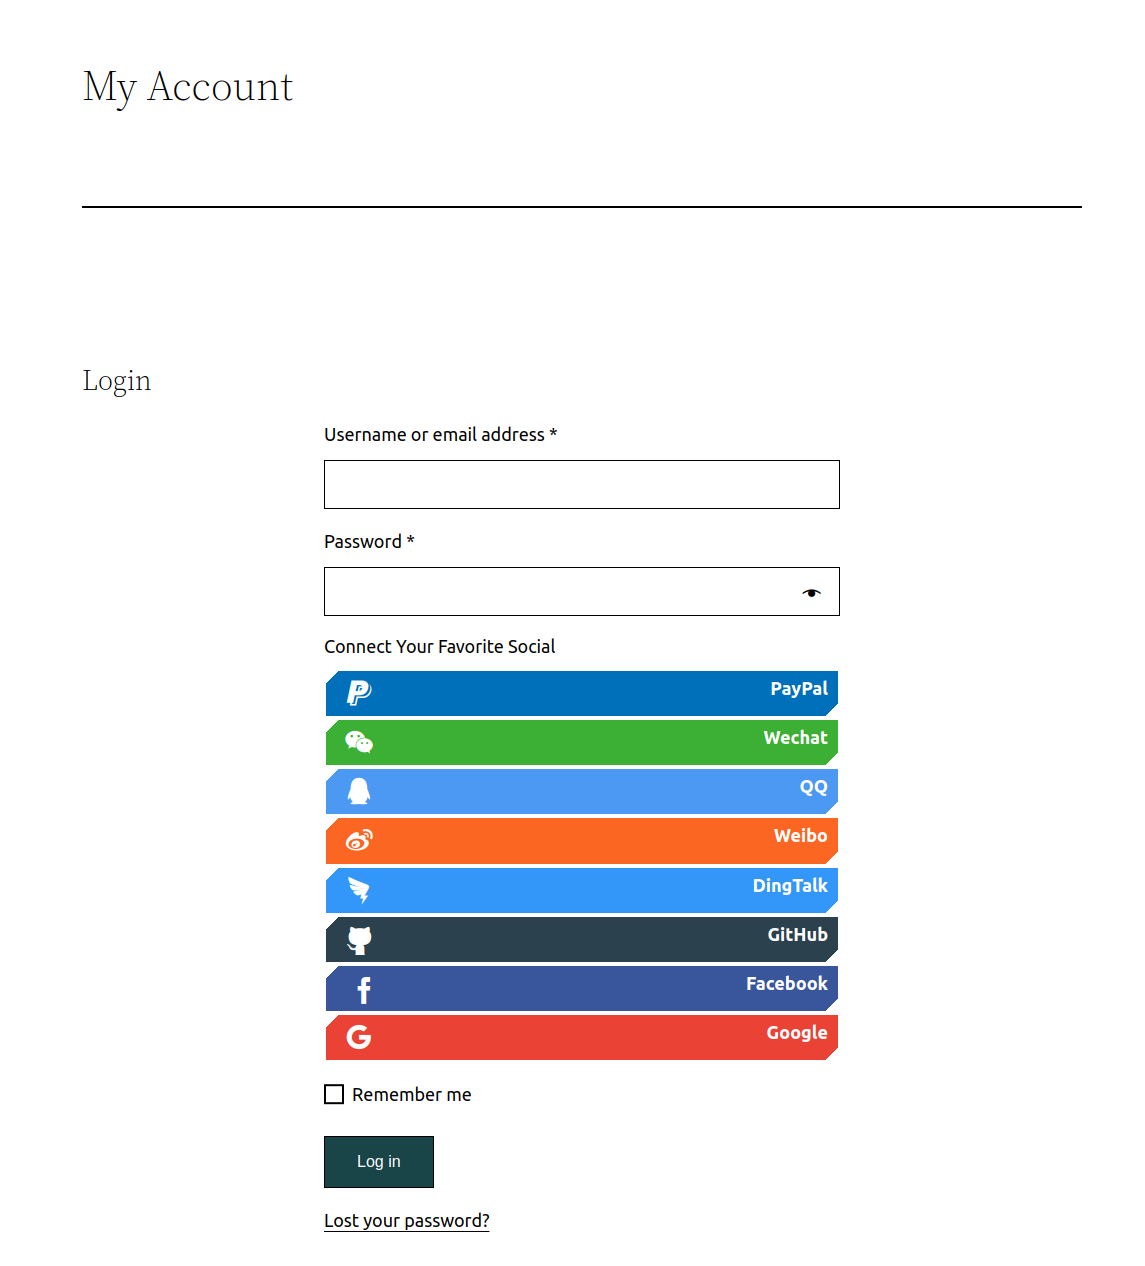 My Account
Login
Username or email address *
Password *
Connect Your Favorite Social
PayPal
Wechat
QQ
Weibo
DingTalk
GitHub
Facebook
Google
Remember me
Log in
Lost your password?